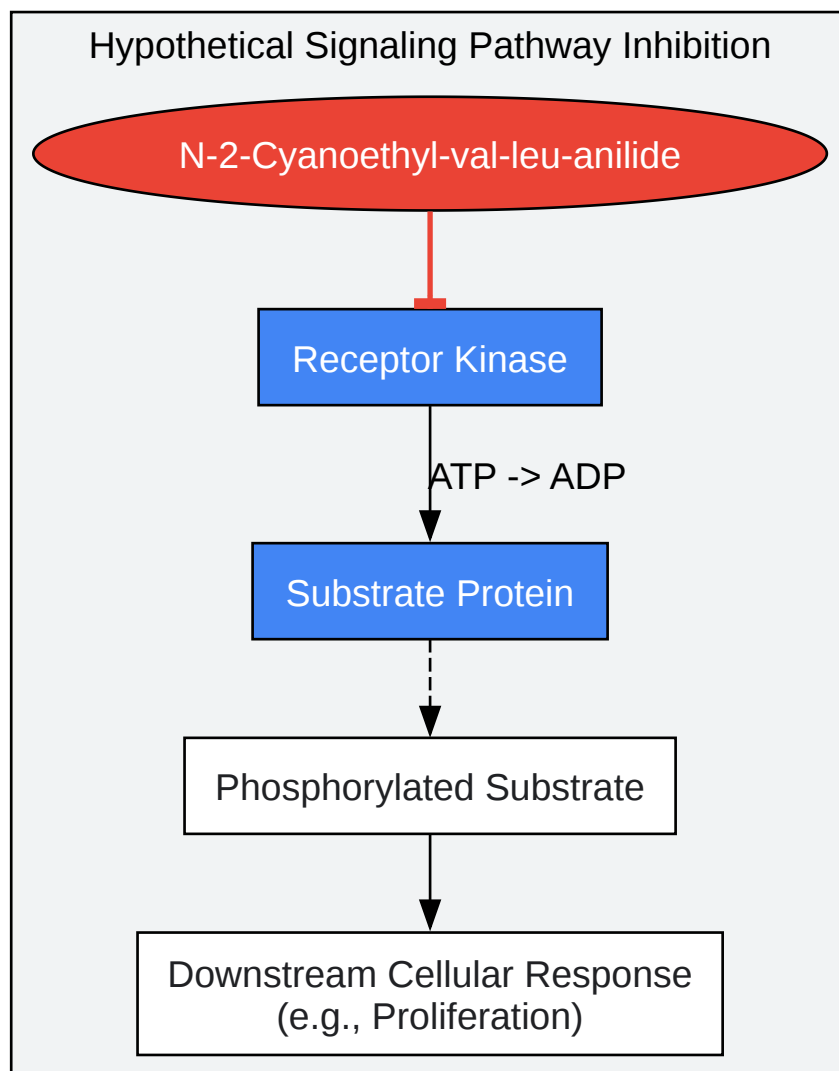 Hypothetical Signaling Pathway Inhibition
N-2-Cyanoethyl-val-leu-anilide
Receptor Kinase
ATP -> ADP
Substrate Protein
Phosphorylated Substrate
Downstream Cellular Response
(e.g., Proliferation)